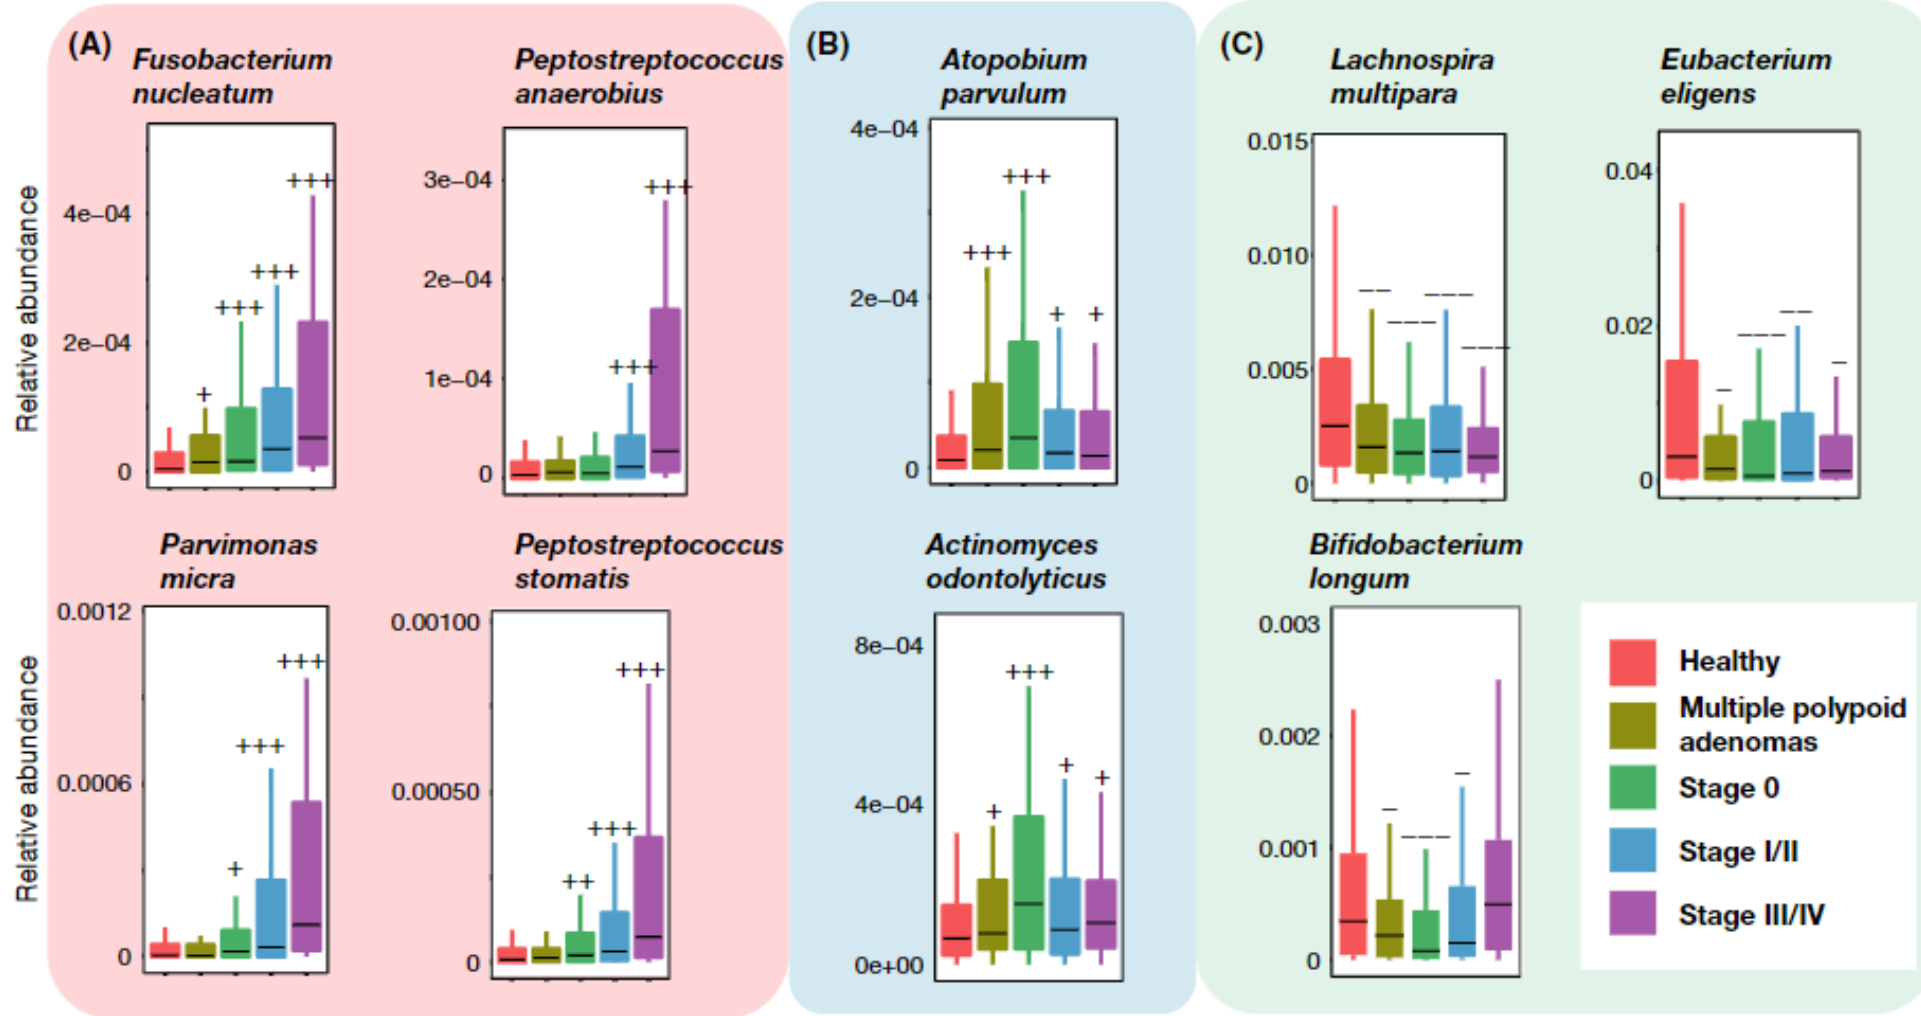 (A)
Fusobacterium
nucleatum
Peptostreptococcus
anaerobius
(B)
Atopobium
parvulum
(C)
Lachnospira
multipara
Eubacterium
eligens
Relative abundance
4e–04
2e–04
0
+
+++
+++
+++
3e–04
2e–04
1e–04
0
+++
+++
4e–04
2e–04
0
+++
+++
+
+
0.015
0.010
0.005
0
––
–––
–––
–––
0.04
0.02
0
–
–––
––
–
Parvimonas
micra
Peptostreptococcus
stomatis
Actinomyces
odontolyticus
Bifidobacterium
longum
Relative abundance
0.0012
0.0006
0
+
+++
+++
0.00100
0.00050
0
++
+++
+++
8e–04
4e–04
0e+00
+
+++
+
+
0.003
0.002
0.001
0
–
–––
–
Healthy
Multiple polypoid
adenomas
Stage 0
Stage I/II
Stage III/IV